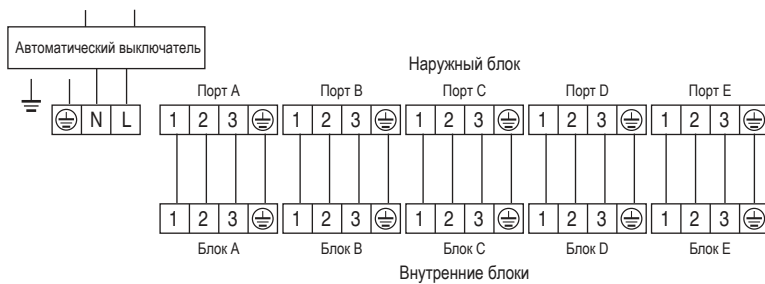 Автоматический выключатель
Наружный блок
Порт A Порт B Порт C Порт D Порт E
N L 1 2 3 1 2 3 1 2 3 1 2 3 1 2 3
1 2 3 1 2 3 1 2 3 1 2 3 1 2 3
Блок A Блок B Блок C Блок D Блок E
Внутренние блоки